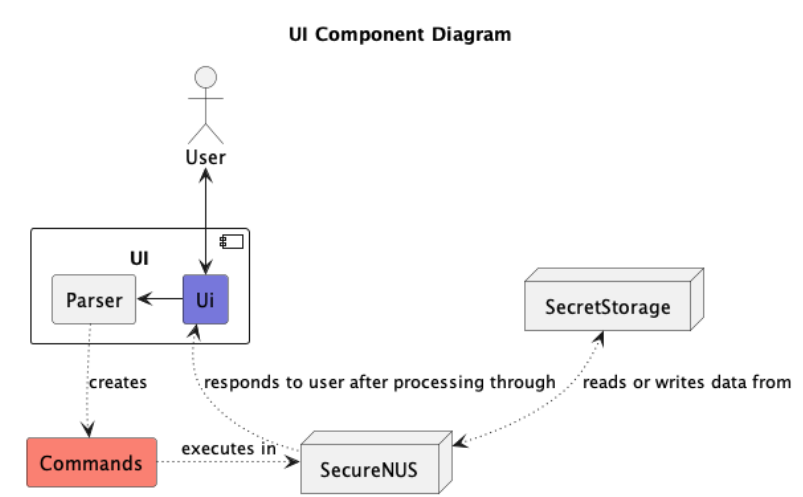 UI Component Diagram
User
UI
Parser
Ui
SecretStorage
creates
responds to user after processing through
reads or writes data from
Commands
executes in
SecureNUS